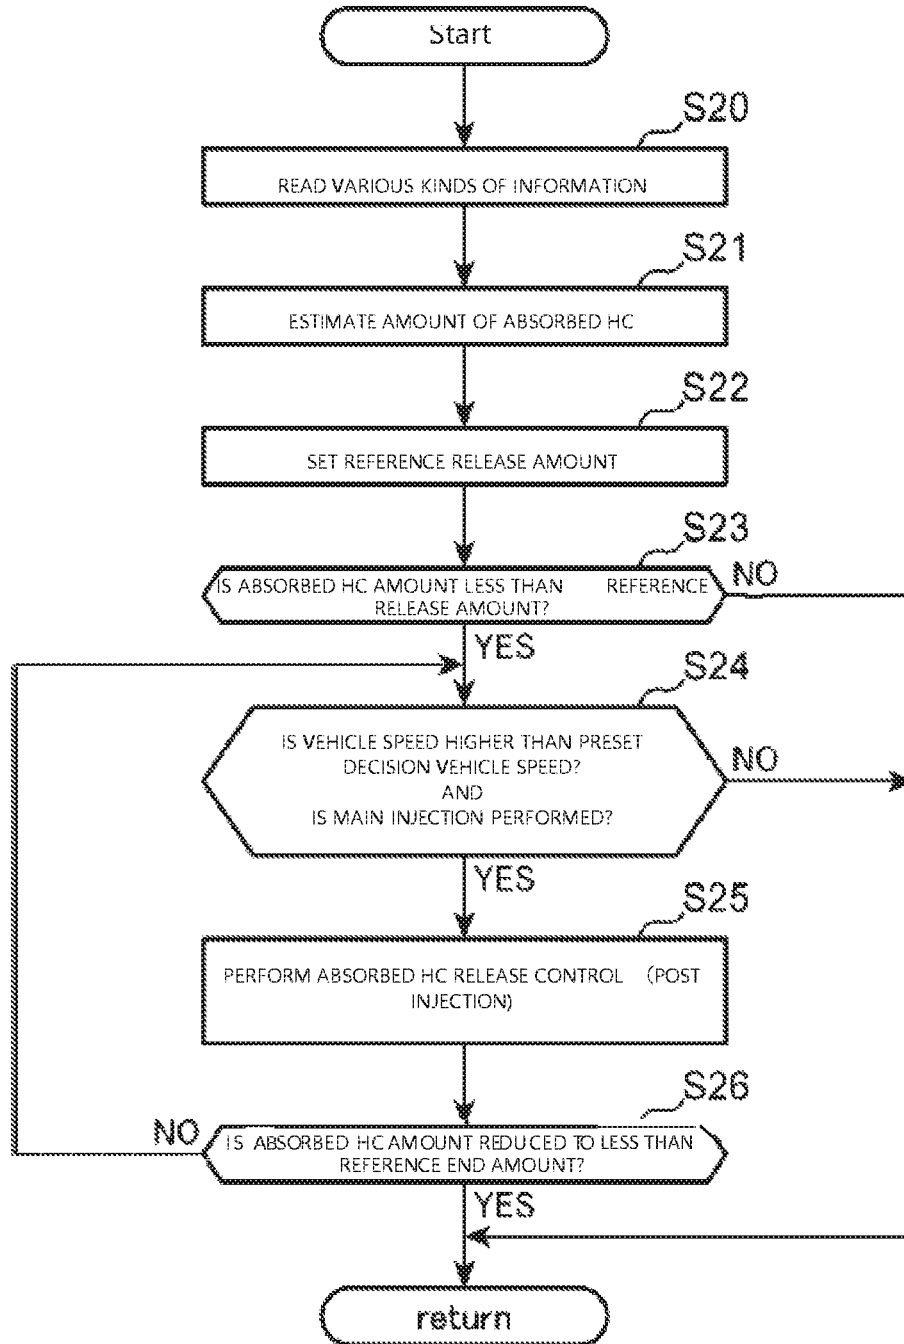 Start
S20
READ VARIOUS KINDS OF INFORMATION
S21
ESTIMATE AMOUNT OF ABSORBED HC
S22
SET REFERENCE RELEASE AMOUNT
S23
IS ABSORBED HC AMOUNT LESS THAN REFERENCE
RELEASE AMOUNT?
NO
YES
S24
IS VEHICLE SPEED HIGHER THAN PRESET
DECISION VEHICLE SPEED?
AND
IS MAIN INJECTION PERFORMED?
NO
YES
S25
PERFORM ABSORBED HC RELEASE CONTROL (POST
INJECTION)
S26
NO
IS ABSORBED HC AMOUNT REDUCED TO LESS THAN
REFERENCE END AMOUNT?
YES
return